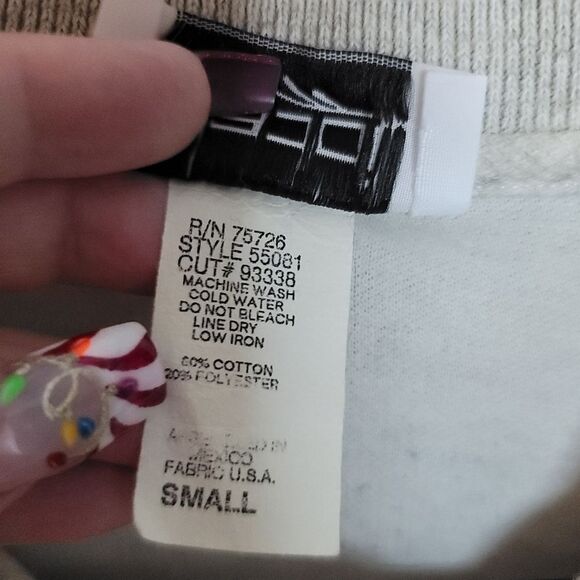 R/N 75726
STYLE 55081
CUT# 93338
MACHINE WASH
COLD WATER
DO NOT BLEACH
LINE DRY
LOW IRON
20% POLYESTER
COTTON
IN
MEXICO
FABRIC U.S.A.
SMALL